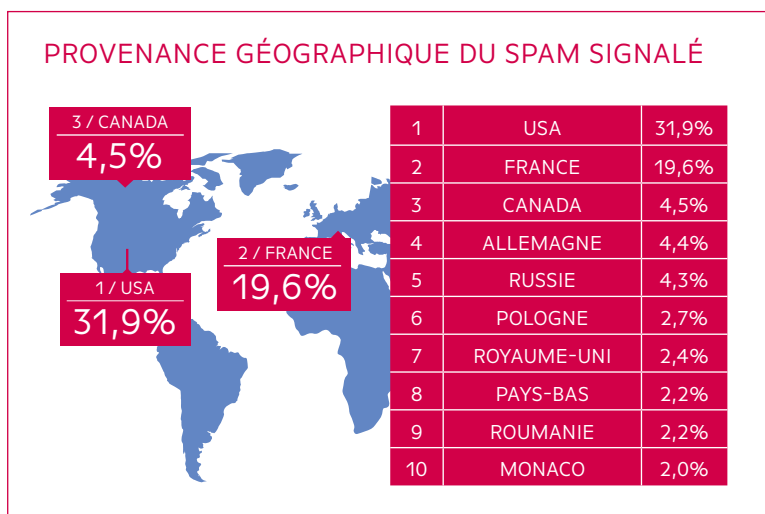 PROVENANCE GÉOGRAPHIQUE DU SPAM SIGNALÉ
3 / CANADA
4,5%
2 / FRANCE
19,6%
1 / USA
31,9%
1 USA 31,9%
2 FRANCE 19,6%
3 CANADA 4,5%
4 ALLEMAGNE 4,4%
5 RUSSIE 4,3%
6 POLOGNE 2,7%
7 ROYAUME-UNI 2,4%
8 PAYS-BAS 2,2%
9 ROUMANIE 2,2%
10 MONACO 2,0%